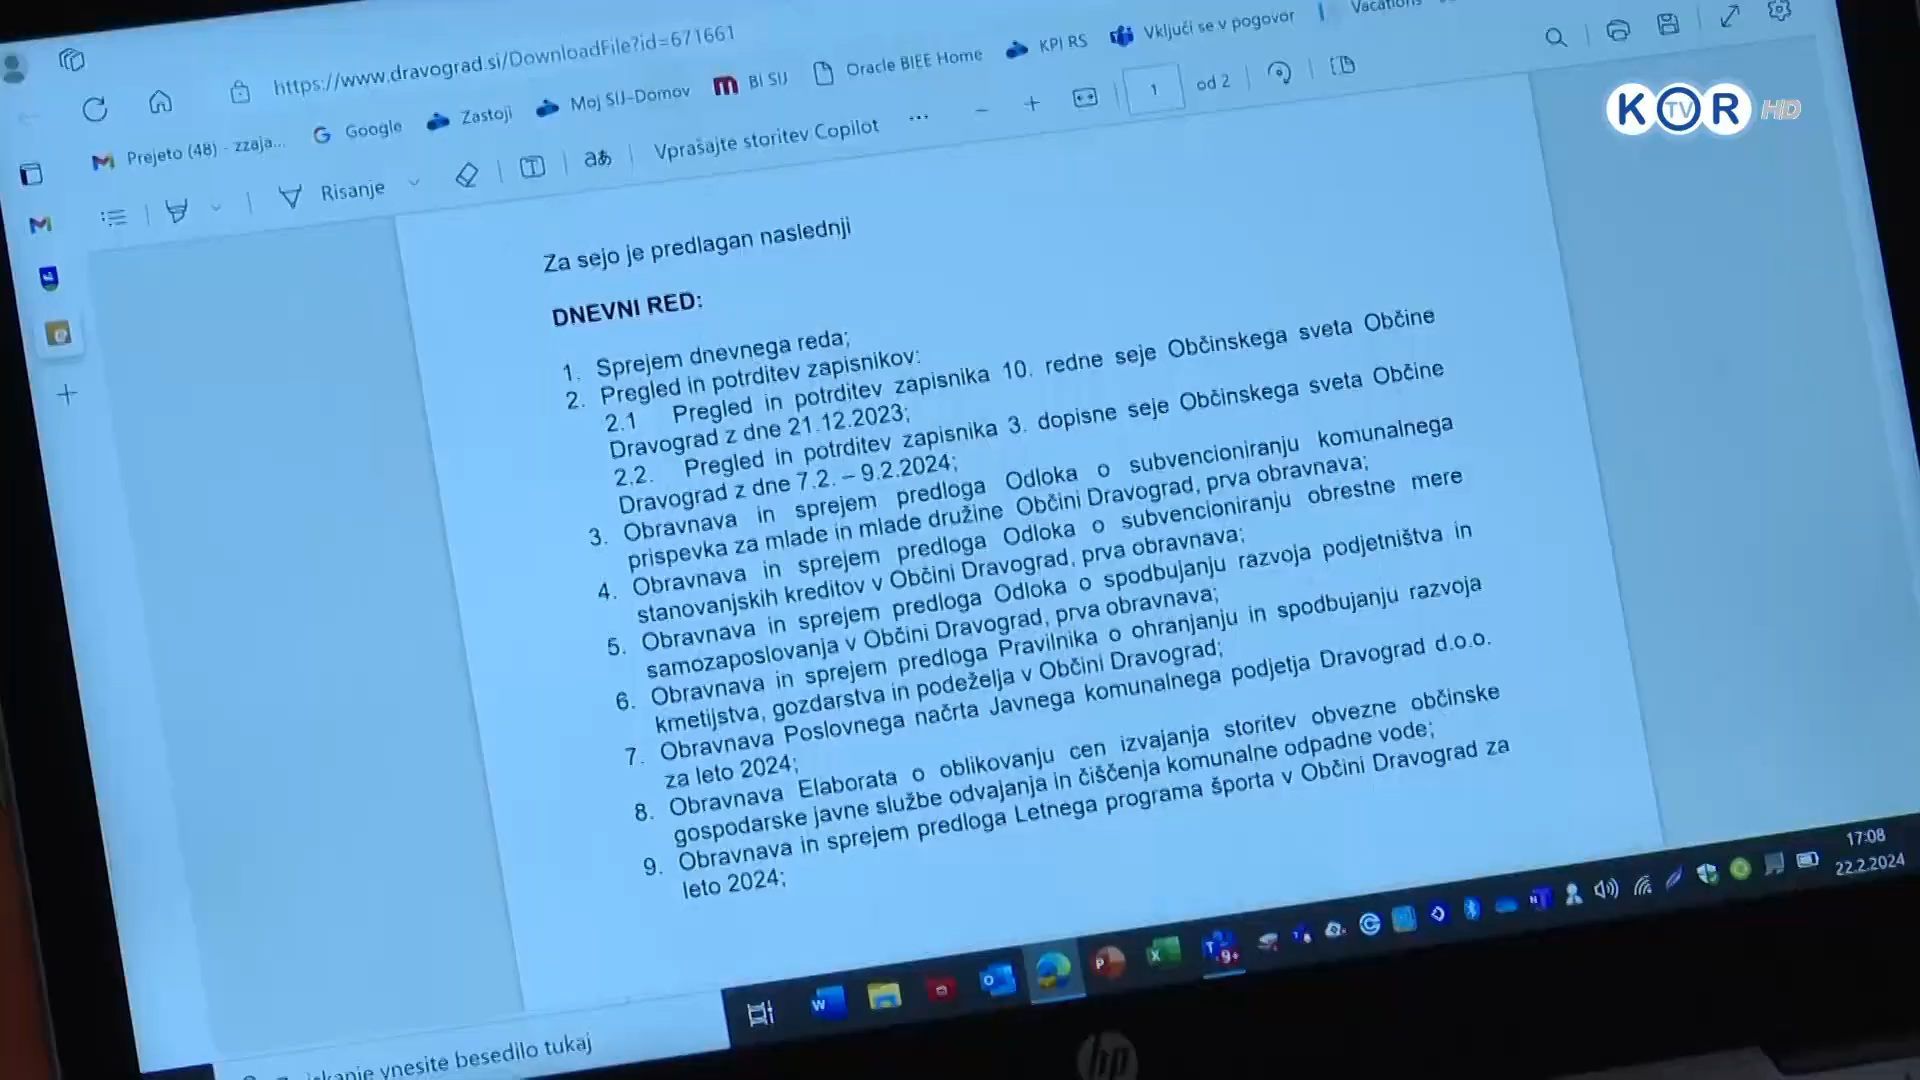 https://www.dravograd.si/DownloadFile?id=671661
Prejeto (48) - zzaja...
Google
Zastoji
Moj SIJ-Domov
BI SIJ
Oracle BIEE Home
KPI RS
Vključi se v pogovor
Vacations
Risanje
aあ
Vprašajte storitev Copilot
1 od 2
KOR TV HD
Za sejo je predlagan naslednji
DNEVNI RED:
1. Sprejem dnevnega reda;
2. Pregled in potrditev zapisnikov:
2.1 Pregled in potrditev zapisnika 10. redne seje Občinskega sveta Občine
Dravograd z dne 21.12.2023;
2.2. Pregled in potrditev zapisnika 3. dopisne seje Občinskega sveta Občine
Dravograd z dne 7.2. – 9.2.2024;
3. Obravnava in sprejem predloga Odloka o subvencioniranju komunalnega
prispevka za mlade in mlade družine Občini Dravograd, prva obravnava;
4. Obravnava in sprejem predloga Odloka o subvencioniranju obrestne mere
stanovanjskih kreditov v Občini Dravograd, prva obravnava;
5. Obravnava in sprejem predloga Odloka o spodbujanju razvoja podjetništva in
samozaposlovanja v Občini Dravograd, prva obravnava;
6. Obravnava in sprejem predloga Pravilnika o ohranjanju in spodbujanju razvoja
kmetijstva, gozdarstva in podeželja v Občini Dravograd;
7. Obravnava Poslovnega načrta Javnega komunalnega podjetja Dravograd d.o.o.
za leto 2024;
8. Obravnava Elaborata o oblikovanju cen izvajanja storitev obvezne občinske
gospodarske javne službe odvajanja in čiščenja komunalne odpadne vode;
9. Obravnava in sprejem predloga Letnega programa športa v Občini Dravograd za
leto 2024;
17:08
22.2.2024
9+
vnesite besedilo tukaj
hp